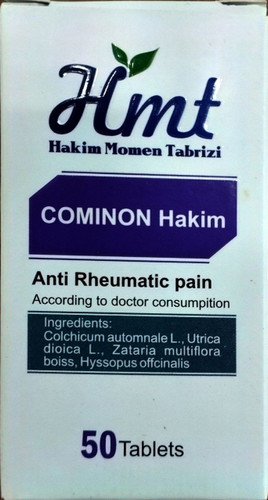 Hmt
Hakim Momen Tabrizi
COMINON Hakim
Anti Rheumatic pain
According to doctor consumpition
Ingredients:
Colchicum automnale L., Utrica
dioica L., Zataria multiflora
boiss, Hyssopus offcinalis
50 Tablets